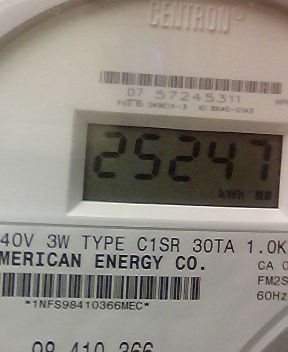 CENTRON
07 57245311
25247
kWh
40V 3W TYPE C1SR 30TA 1.0K
MERICAN ENERGY CO.
CA 0
FM2S
60Hz
*1NFS98410366MEC*
98 410 366